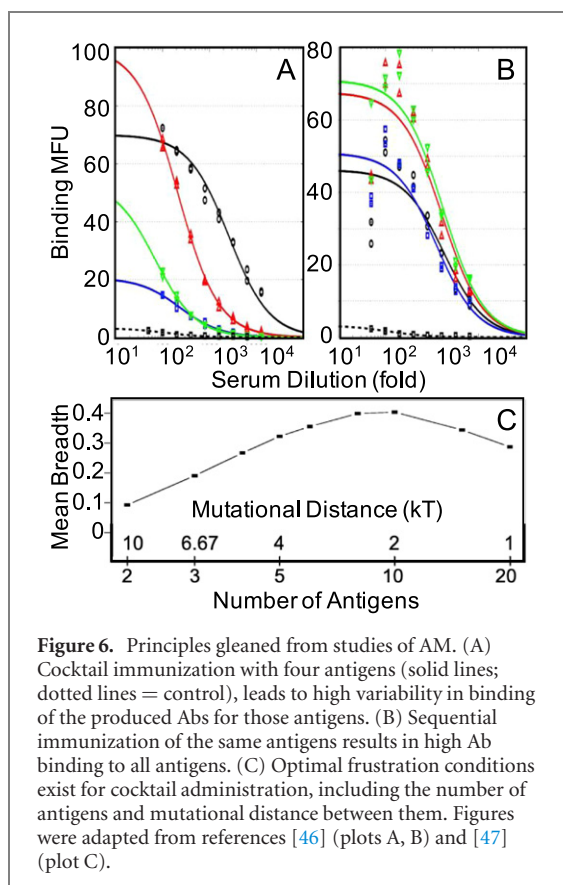 A
B
Binding MFU
100
80
60
40
20
0
80
60
40
20
0
10¹ 10² 10³ 10⁴ 10¹ 10² 10³ 10⁴
Serum Dilution (fold)
C
Mean Breadth
0.4
0.3
0.2
0.1
0
Mutational Distance (kT)
10 6.67 4 2 1
2 3 5 10 20
Number of Antigens
Figure 6. Principles gleaned from studies of AM. (A)
Cocktail immunization with four antigens (solid lines;
dotted lines = control), leads to high variability in binding
of the produced Abs for those antigens. (B) Sequential
immunization of the same antigens results in high Ab
binding to all antigens. (C) Optimal frustration conditions
exist for cocktail administration, including the number of
antigens and mutational distance between them. Figures
were adapted from references [46] (plots A, B) and [47]
(plot C).